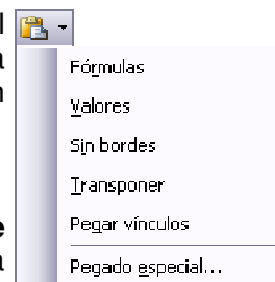 l
a
n
Fórmulas
Valores
Sin bordes
Transponer
Pegar vínculos
e
a
Pegado especial...